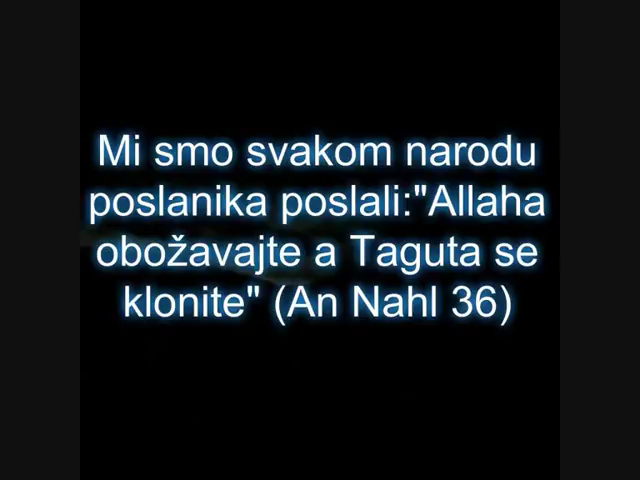 Mi smo svakom narodu
poslanika poslali:"Allaha
obožavajte a Taguta se
klonite" (An Nahl 36)